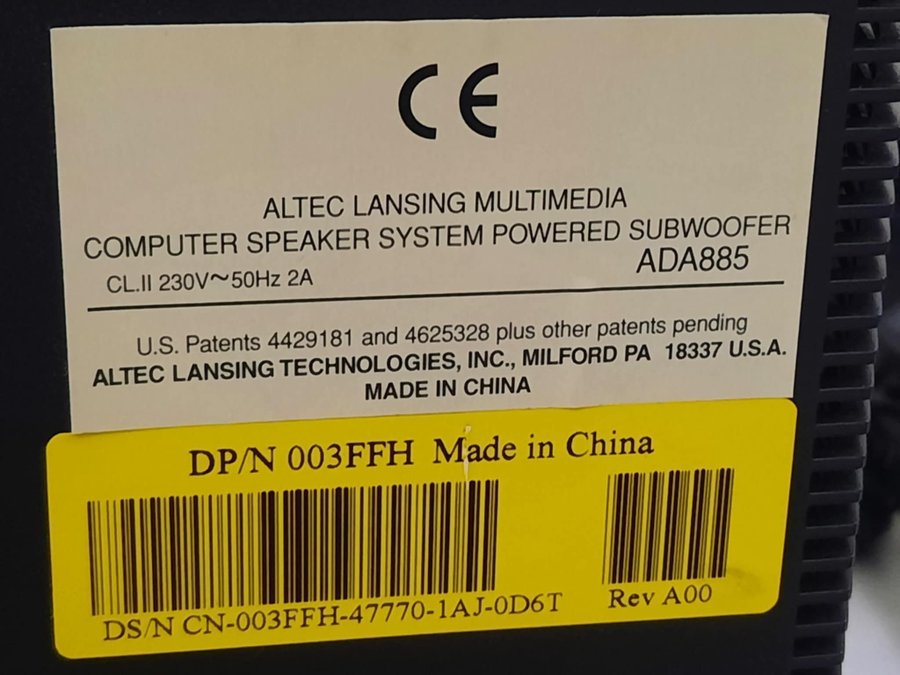 CE
ALTEC LANSING MULTIMEDIA
COMPUTER SPEAKER SYSTEM POWERED SUBWOOFER
CL.II 230V~50Hz 2A ADA885
U.S. Patents 4429181 and 4625328 plus other patents pending
ALTEC LANSING TECHNOLOGIES, INC., MILFORD PA 18337 U.S.A.
MADE IN CHINA
DP/N 003FFH Made in China
DS/N CN-003FFH-47770-1AJ-0D6T Rev A00